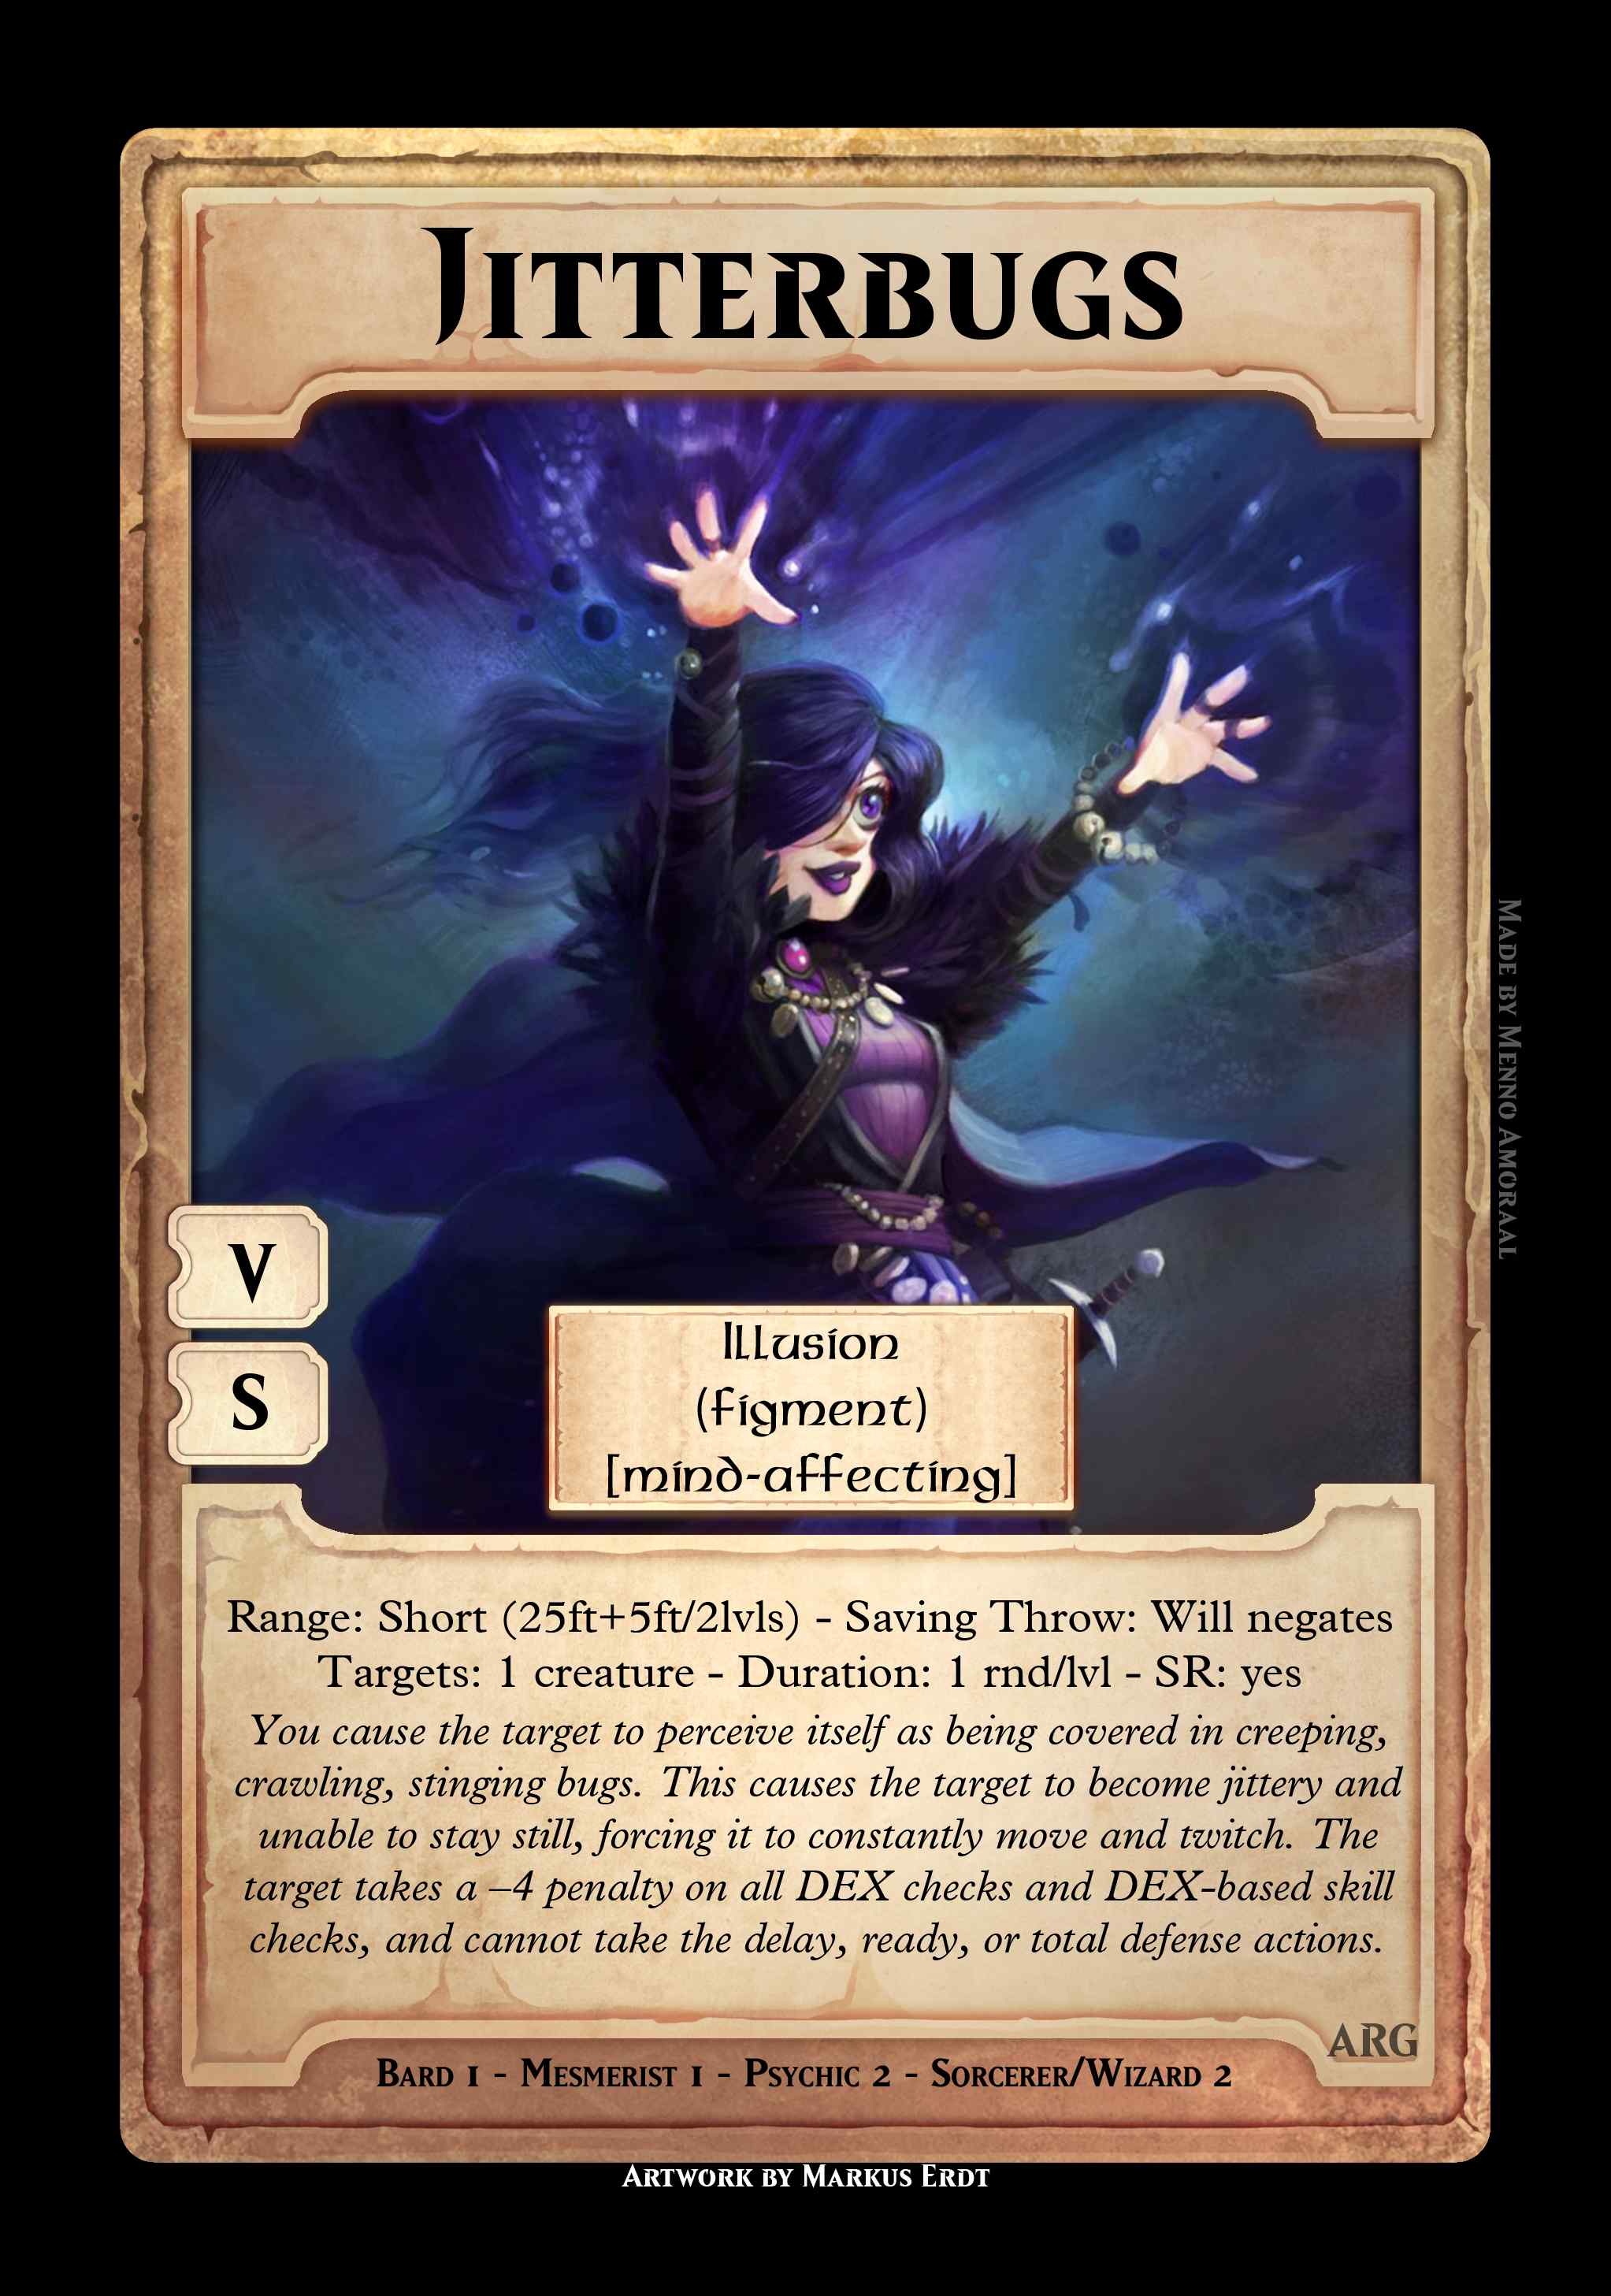 Jitterbugs
V
S
Illusion
(figment)
[mind-affecting]
Range: Short (25ft+5ft/2lvls) - Saving Throw: Will negates
Targets: 1 creature - Duration: 1 rnd/lvl - SR: yes
You cause the target to perceive itself as being covered in creeping,
crawling, stinging bugs. This causes the target to become jittery and
unable to stay still, forcing it to constantly move and twitch. The
target takes a –4 penalty on all DEX checks and DEX-based skill
checks, and cannot take the delay, ready, or total defense actions.
ARG
Bard 1 - Mesmerist 1 - Psychic 2 - Sorcerer/Wizard 2
Artwork by Markus Erdt
Made by Menno Amoraal